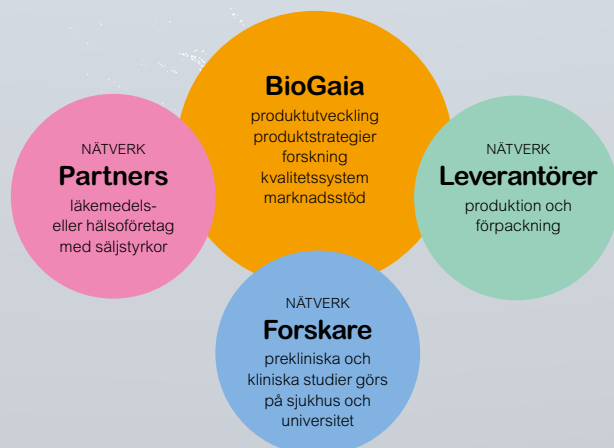 BioGaia
produktutveckling
produktstrategier
forskning
kvalitetssystem
marknadsstöd
NÄTVERK
Partners
läkemedels-
eller hälsoföretag
med säljstyrkor
NÄTVERK
Leverantörer
produktion och
förpackning
NÄTVERK
Forskare
prekliniska och
kliniska studier görs
på sjukhus och
universitet